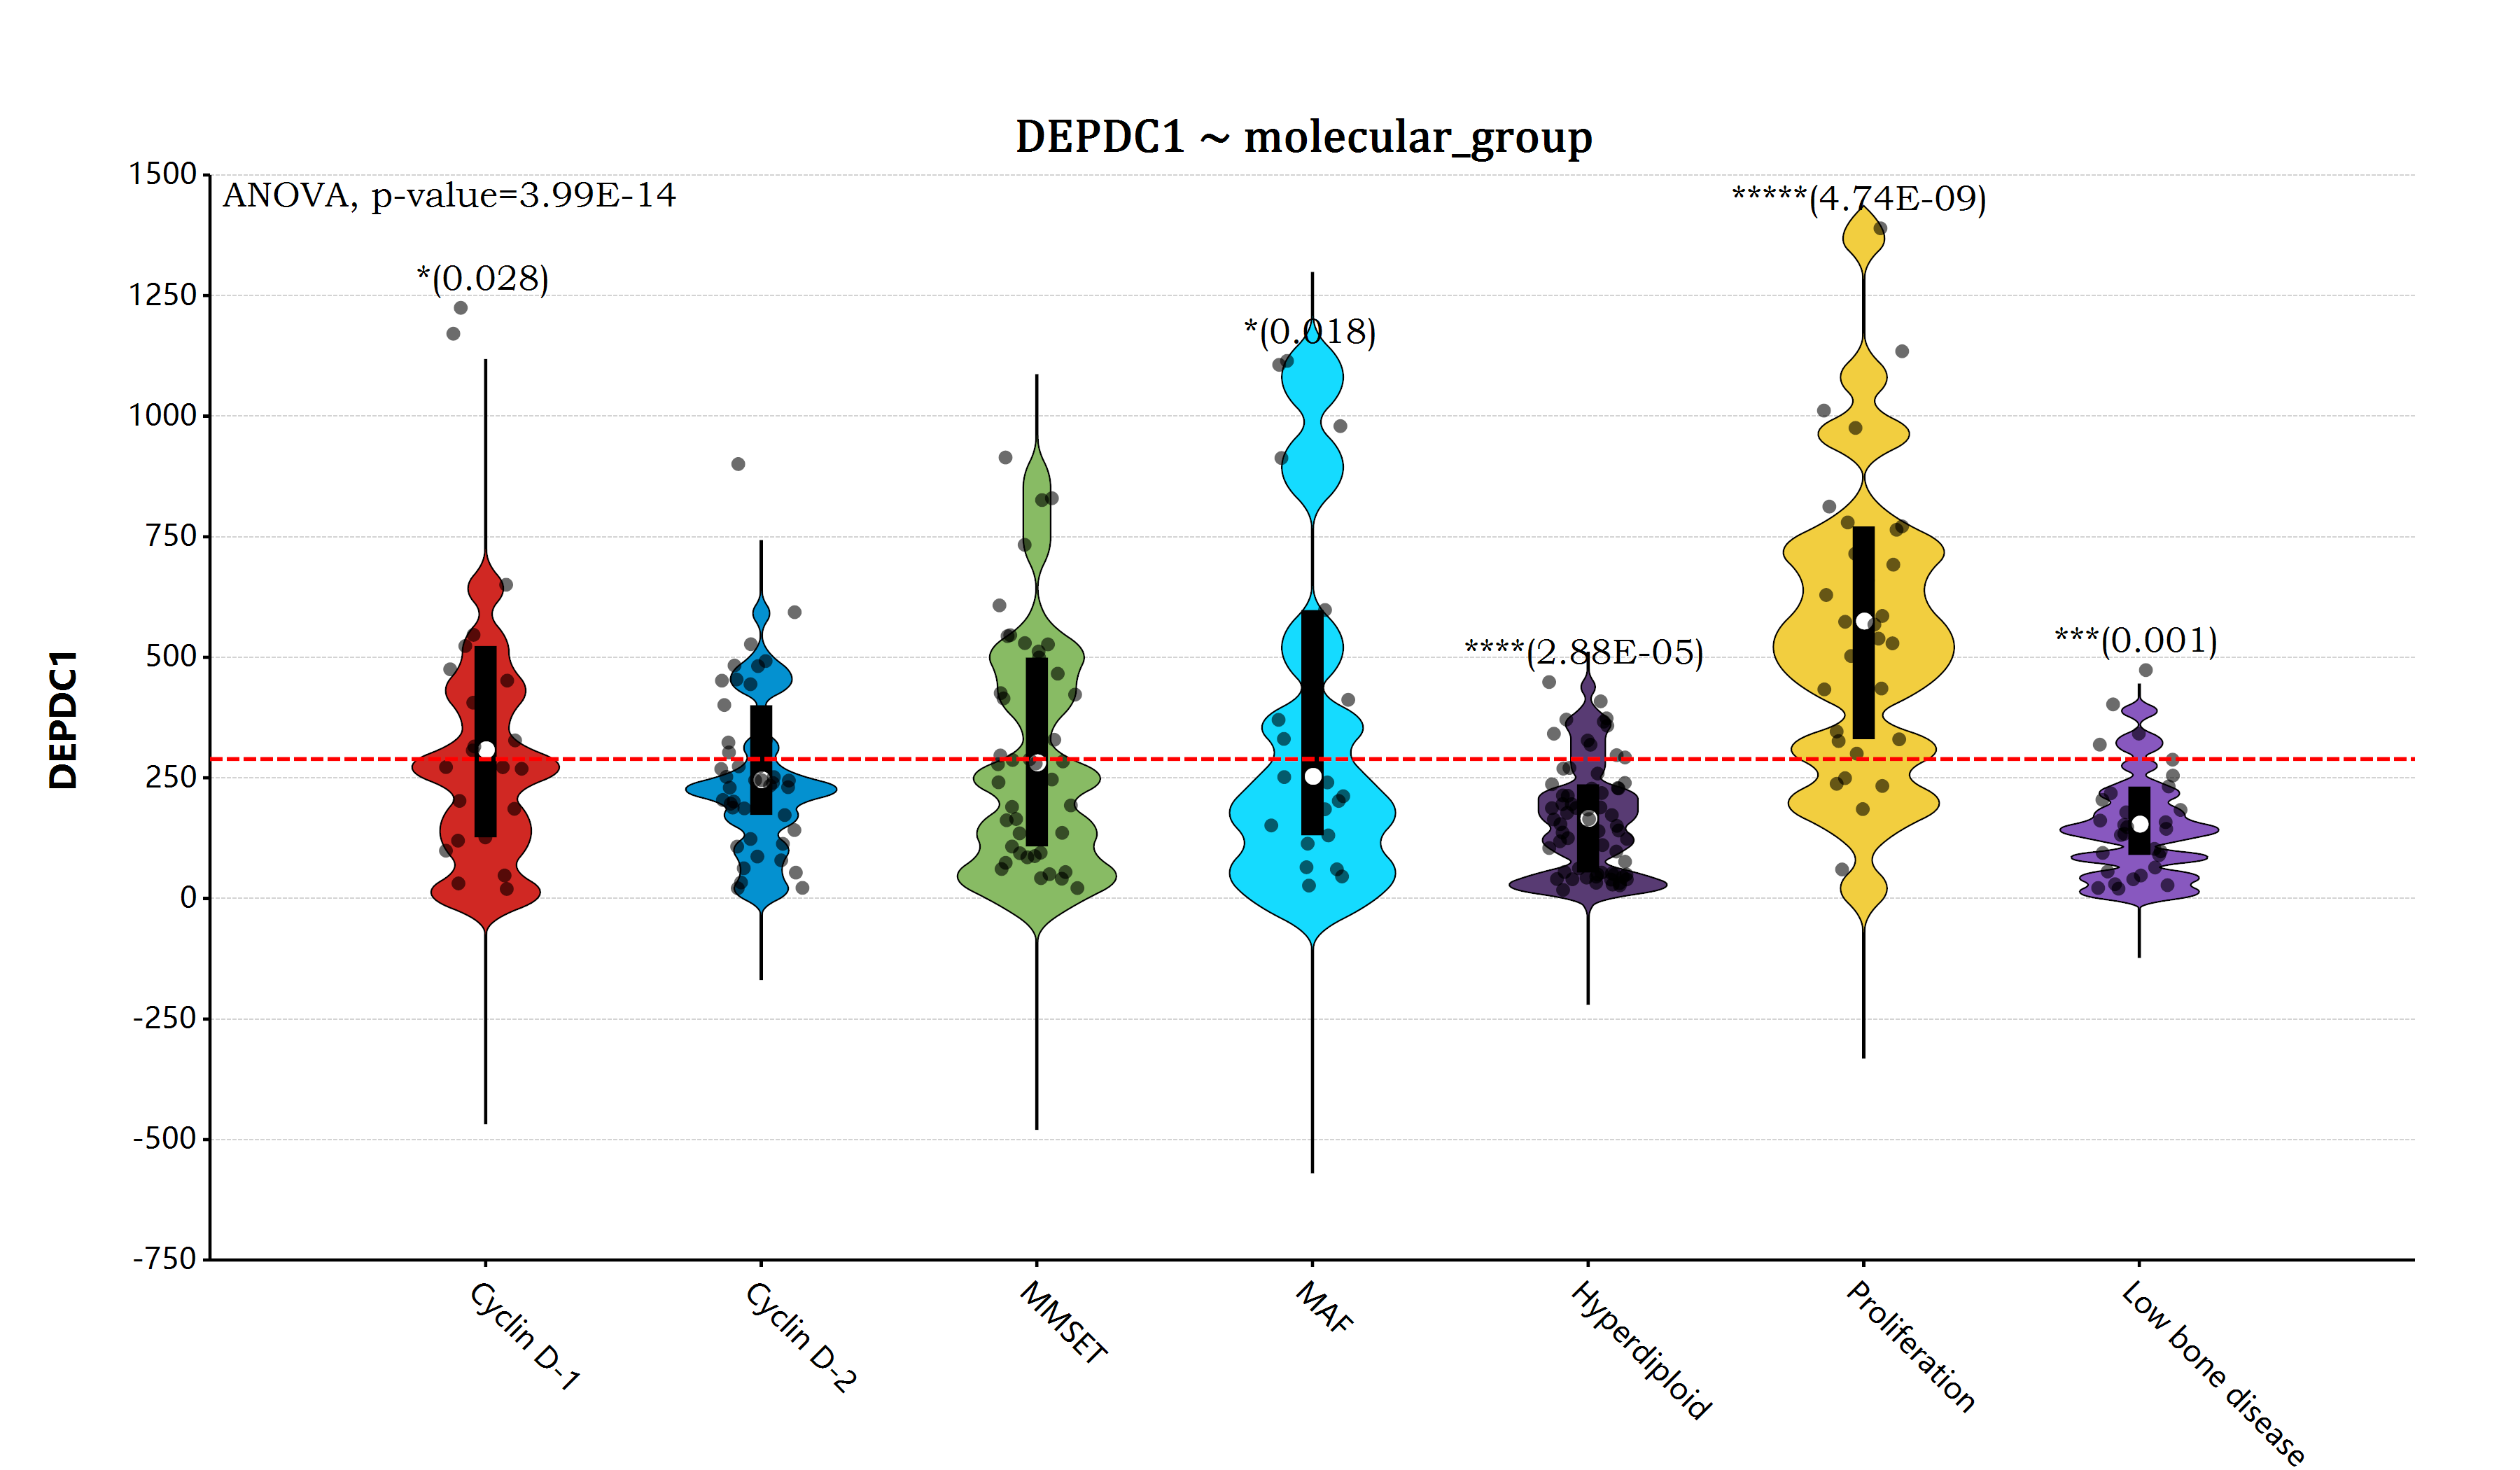 DEPDC1 ~ molecular_group
ANOVA, p-value=3.99E-14
*(0.028)
*(0.018)
****(2.88E-05)
*****(4.74E-09)
***(0.001)
DEPDC1
1500
1250
1000
750
500
250
0
-250
-500
-750
Cyclin D-1
Cyclin D-2
MMSET
MAF
Hyperdiploid
Proliferation
Low bone disease